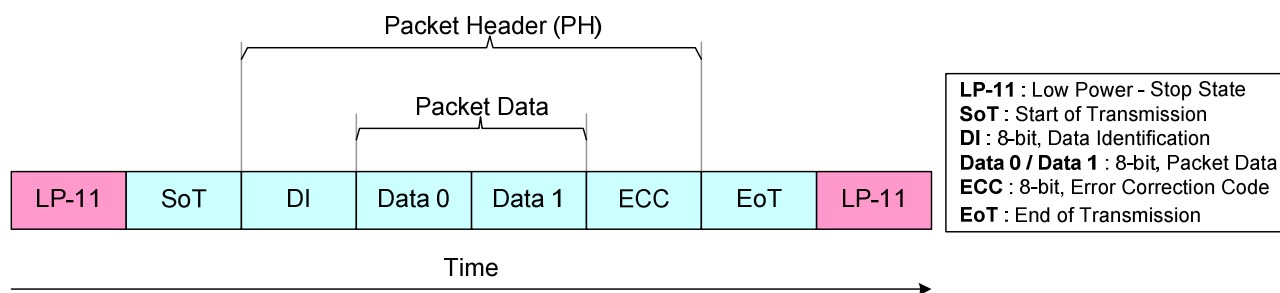 Packet Header (PH)
Packet Data
LP-11 SoT DI Data 0 Data 1 ECC EoT LP-11
Time
LP-11 : Low Power - Stop State
SoT : Start of Transmission
DI : 8-bit, Data Identification
Data 0 / Data 1 : 8-bit, Packet Data
ECC : 8-bit, Error Correction Code
EoT : End of Transmission